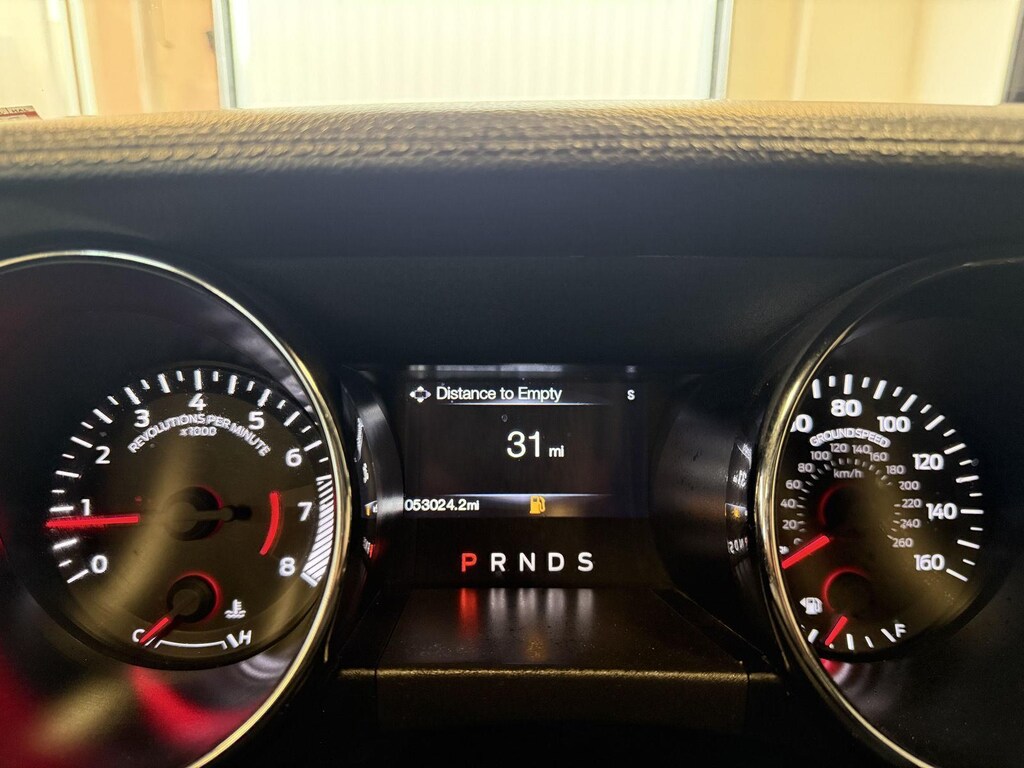 Distance to Empty S
31 mi
053024.2mi
P R N D S
0 1 2 3 4 5 6 7 8
REVOLUTIONS PER MINUTE
x1000
C H
80 100 120 140 160
GROUNDSPEED
20 40 60 80 100 120 140 160 180 200 220 240 260
km/h
F